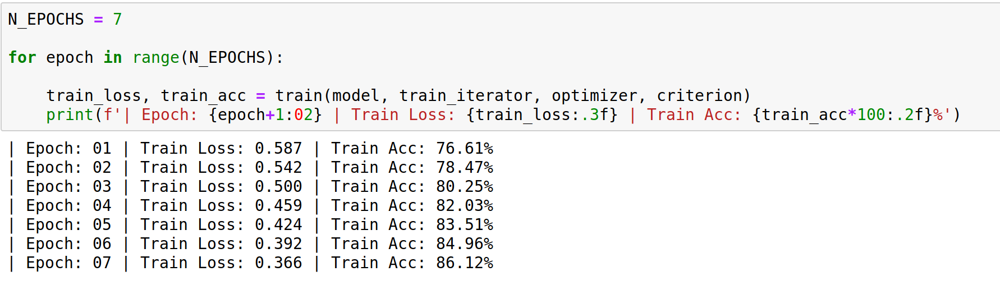 N_EPOCHS = 7
for epoch in range(N_EPOCHS):
train_loss, train_acc = train(model, train_iterator, optimizer, criterion)
print(f'| Epoch: {epoch+1:02} | Train Loss: {train_loss:.3f} | Train Acc: {train_acc*100:.2f}%')
| Epoch: 01 | Train Loss: 0.587 | Train Acc: 76.61%
| Epoch: 02 | Train Loss: 0.542 | Train Acc: 78.47%
| Epoch: 03 | Train Loss: 0.500 | Train Acc: 80.25%
| Epoch: 04 | Train Loss: 0.459 | Train Acc: 82.03%
| Epoch: 05 | Train Loss: 0.424 | Train Acc: 83.51%
| Epoch: 06 | Train Loss: 0.392 | Train Acc: 84.96%
| Epoch: 07 | Train Loss: 0.366 | Train Acc: 86.12%